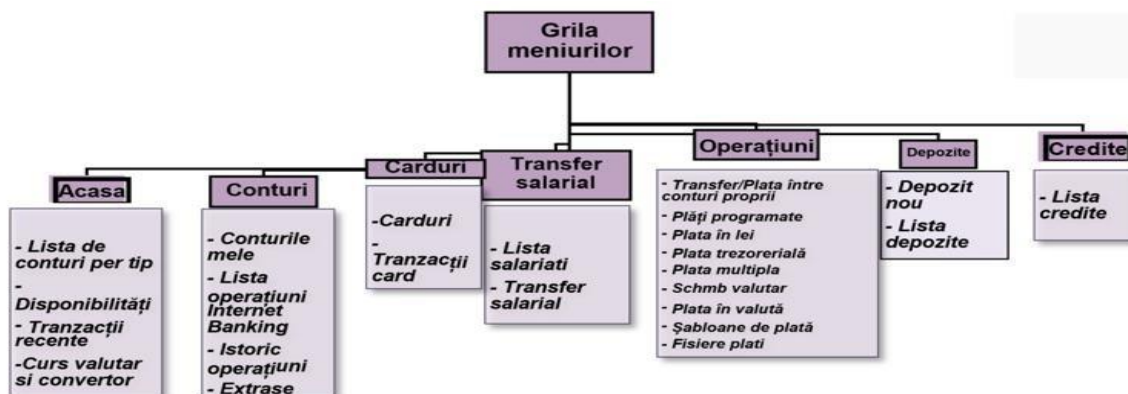 Grila
meniurilor
Acasa
- Lista de
conturi per tip
-
Disponibilități
- Tranzacții
recente
-Curs valutar
si convertor
Conturi
- Conturile
mele
- Lista
operațiuni
Internet
Banking
- Istoric
operațiuni
- Extrase
Carduri
-Carduri
-
Tranzacții
card
Transfer
salarial
- Lista
salariati
- Transfer
salarial
Operațiuni
- Transfer/Plata între
conturi proprii
- Plăți programate
- Plata în lei
- Plata trezorerială
- Plata multipla
- Schmb valutar
- Plata în valută
- Șabloane de plată
- Fisiere plati
Depozite
- Depozit
nou
- Lista
depozite
Credite
- Lista
credite